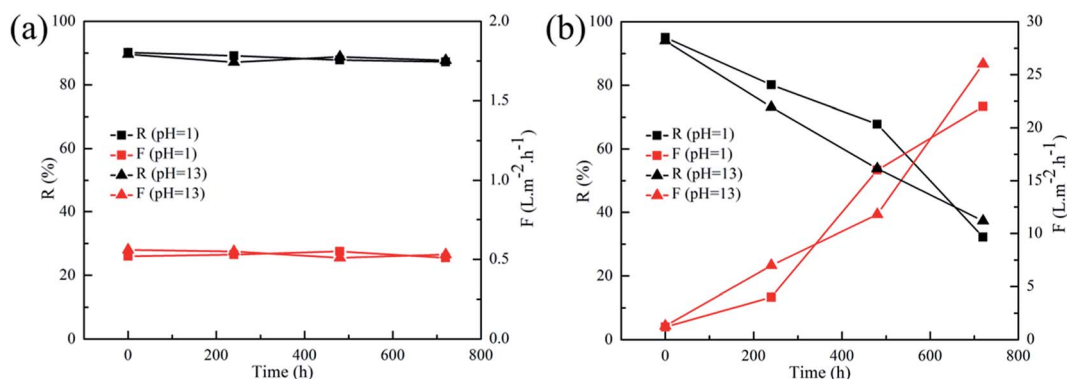 (a)
100
80
60
40
20
0
R (%)
2.0
1.5
1.0
0.5
0.0
F (L.m⁻².h⁻¹)
R (pH=1)
F (pH=1)
R (pH=13)
F (pH=13)
0 200 400 600 800
Time (h)
(b)
100
80
60
40
20
0
R (%)
30
25
20
15
10
5
0
F (L.m⁻².h⁻¹)
R (pH=1)
F (pH=1)
R (pH=13)
F (pH=13)
0 200 400 600 800
Time (h)